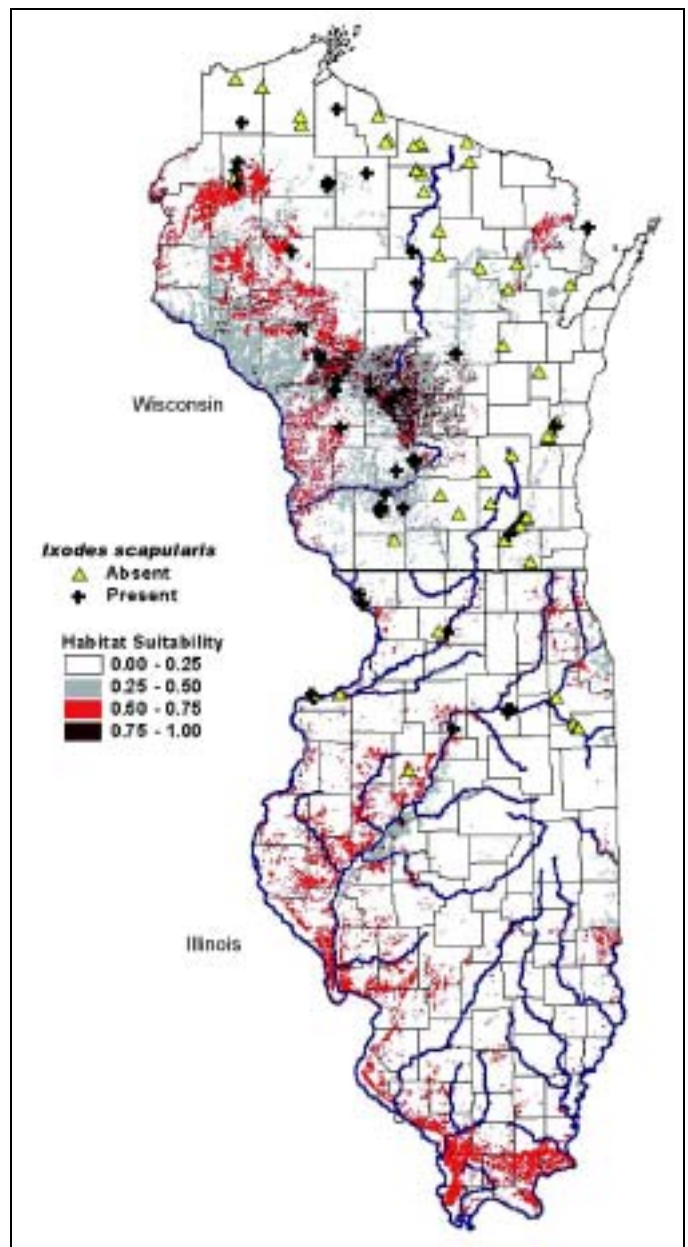 Wisconsin
Ixodes scapularis
Absent
Present
Habitat Suitability
0.00 - 0.25
0.25 - 0.50
0.50 - 0.75
0.75 - 1.00
Illinois